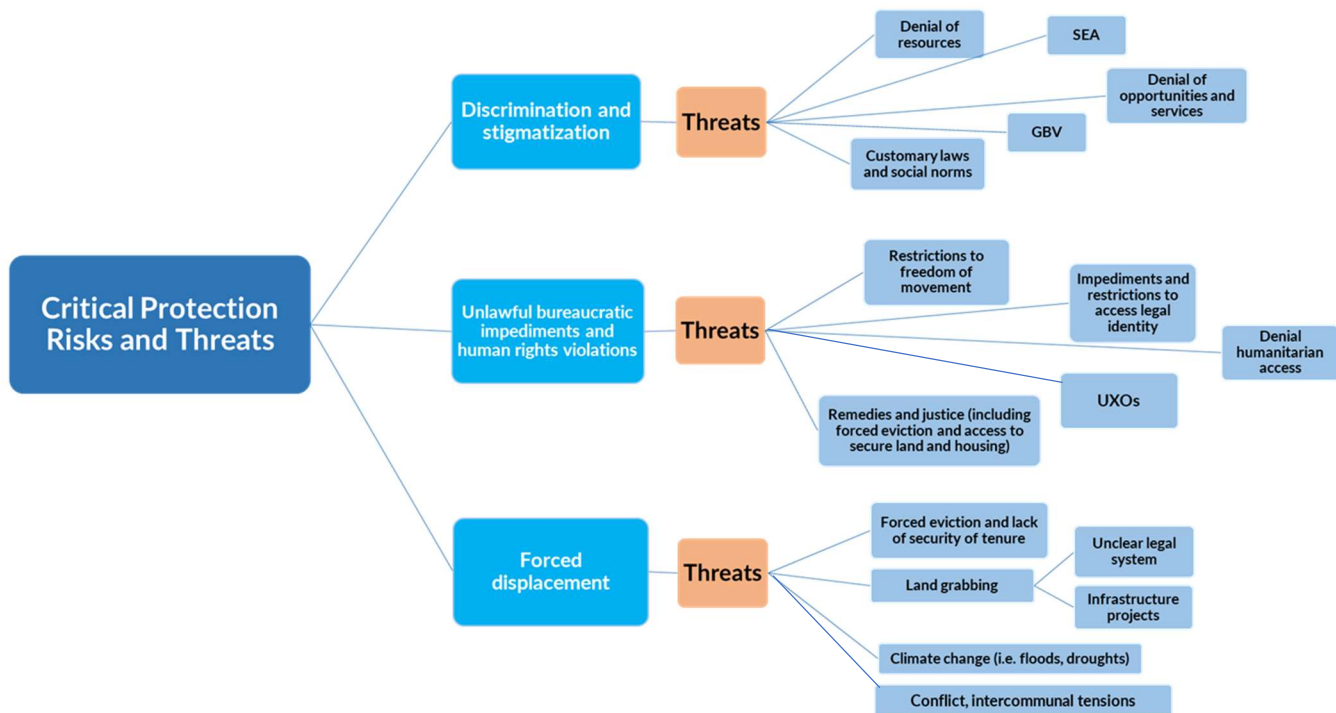 Critical Protection
Risks and Threats
Discrimination and
stigmatization
Threats
Denial of
resources
SEA
Denial of
opportunities and
services
GBV
Customary laws
and social norms
Unlawful bureaucratic
impediments and
human rights violations
Threats
Restrictions to
freedom of
movement
Impediments and
restrictions to
access legal
identity
Denial
humanitarian
access
UXOs
Remedies and justice (including
forced eviction and access to
secure land and housing)
Forced
displacement
Threats
Forced eviction and lack
of security of tenure
Land grabbing
Unclear legal
system
Infrastructure
projects
Climate change (i.e. floods, droughts)
Conflict, intercommunal tensions